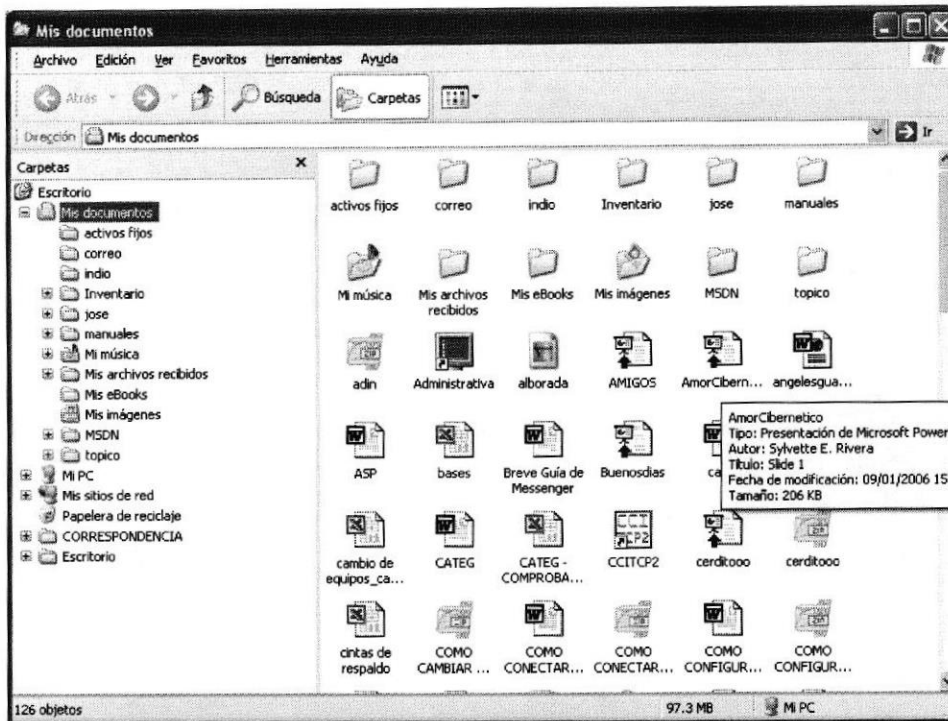 Mis documentos
Archivo Edición Ver Favoritos Herramientas Ayuda
Atrás Búsqueda Carpetas
Dirección Mis documentos Ir
Carpetas
Escritorio
Mis documentos
activos fijos
correo
indio
Inventario
jose
manuales
Mi música
Mis archivos recibidos
Mis eBooks
Mis imágenes
MSDN
topico
Mi PC
Mis sitios de red
Papelera de reciclaje
CORRESPONDENCIA
Escritorio
activos fijos correo indio Inventario jose manuales
Mi música Mis archivos Mis eBooks Mis imágenes MSDN topico
recibidos
adin Administrativa alborada AMIGOS AmorCibern... angelesgua...
AmorCibernetico
Tipo: Presentación de Microsoft Power
Autor: Sylvette E. Rivera
Título: Slide 1
Fecha de modificación: 09/01/2006 15
Tamaño: 206 KB
ASP bases Breve Guía de Buenosdias ca
Messenger
CCI
CP2
cambio de CATEG CATEG - CCITCP2 cerditooo cerditooo
equipos_ca... COMPROBA...
cintas de COMO COMO COMO COMO COMO
respaldo CAMBIAR ... CONECTAR... CONECTAR... CONFIGUR... CONFIGUR...
126 objetos 97.3 MB Mi PC